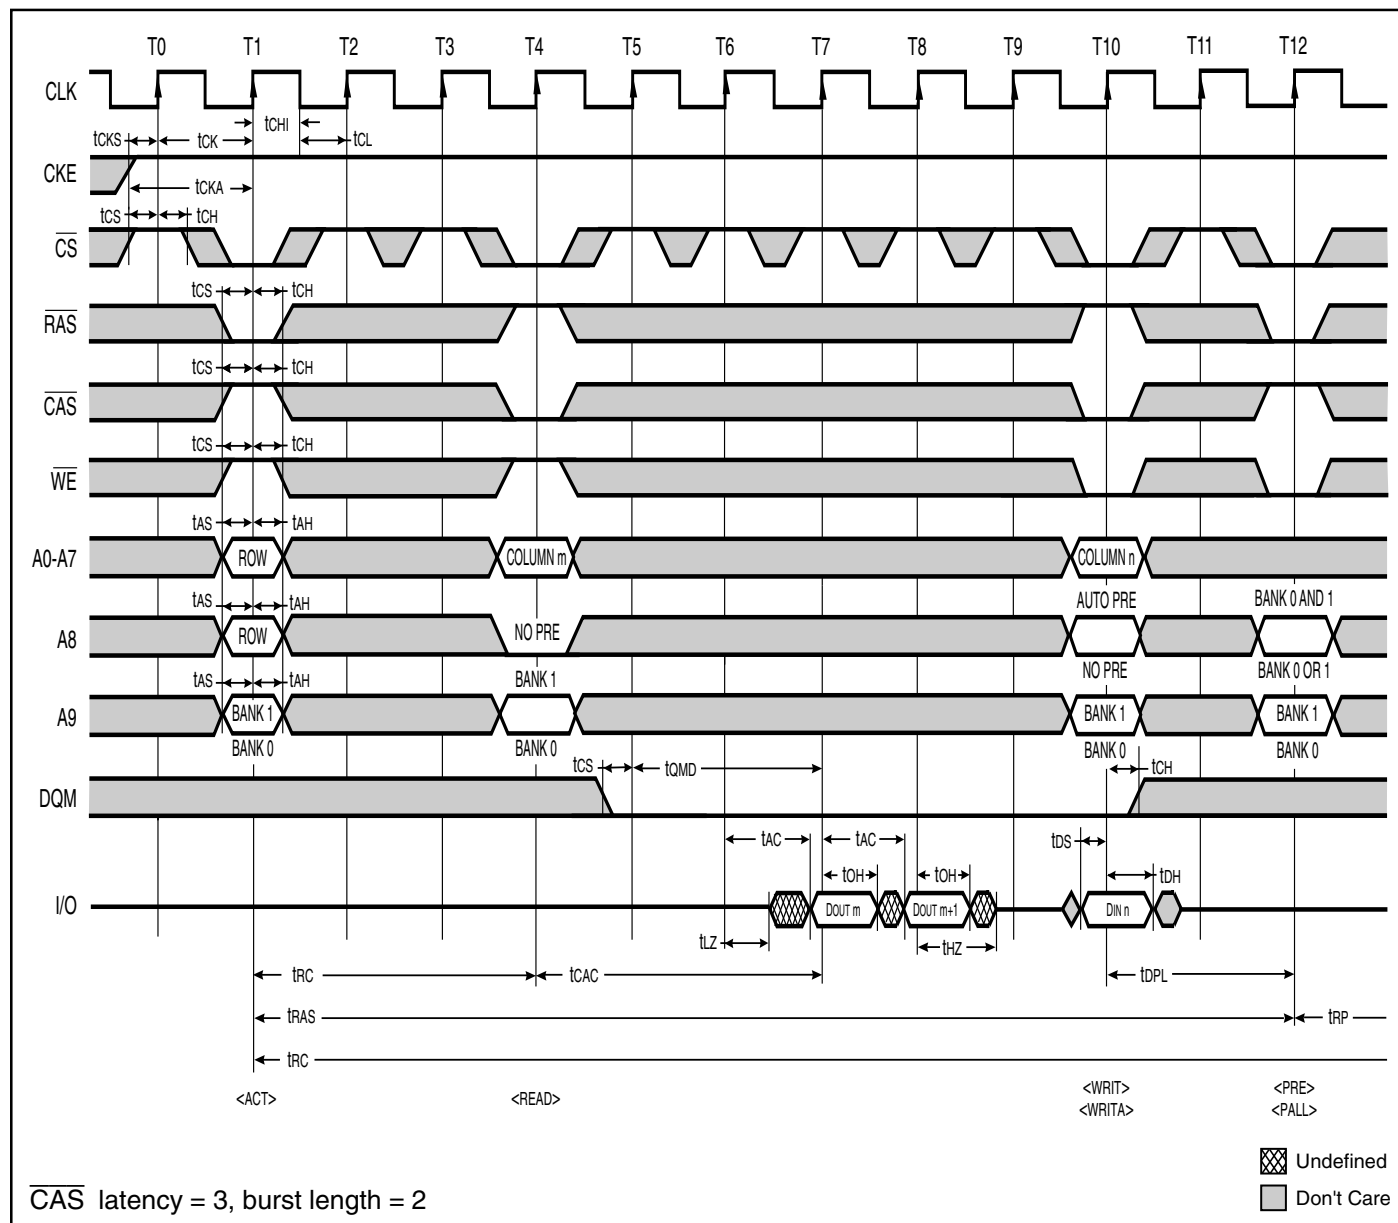 T0 T1 T2 T3 T4 T5 T6 T7 T8 T9 T10 T11 T12
CLK
tCHI
tCKS tCK tCL
CKE
tCKA
tCS tCH
CS
tCS tCH
RAS
tCS tCH
CAS
tCS tCH
WE
tAS tAH
A0-A7 ROW COLUMN m COLUMN n
tAS tAH AUTO PRE BANK 0 AND 1
A8 ROW NO PRE
tAS tAH BANK 1 NO PRE BANK 0 OR 1
A9 BANK 1 BANK 1 BANK 1
BANK 0 BANK 0 BANK 0 BANK 0
tCS tQMD tCH
DQM
tAC tAC tDS
tOH tOH tDH
I/O DOUT m DOUT m+1 DIN n
tLZ tHZ
tRC tCAC tDPL
tRAS tRP
tRC
<ACT> <READ> <WRIT> <PRE>
<WRITA> <PALL>
Undefined
Don't Care
CAS latency = 3, burst length = 2